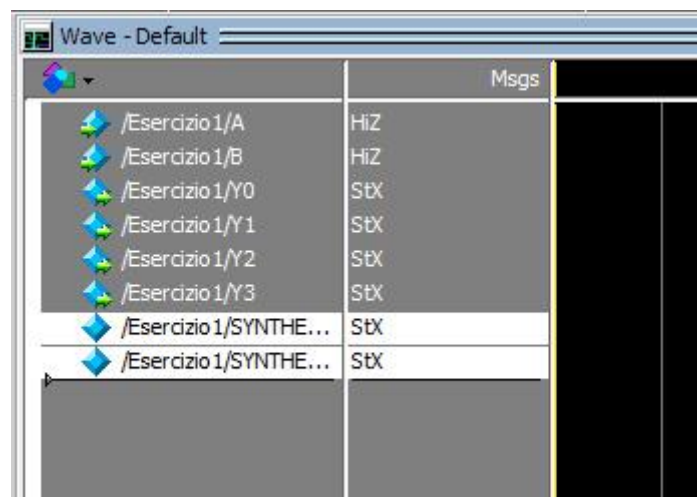 Wave - Default
Msgs
/Esercizio1/A HiZ
/Esercizio1/B HiZ
/Esercizio1/Y0 StX
/Esercizio1/Y1 StX
/Esercizio1/Y2 StX
/Esercizio1/Y3 StX
/Esercizio1/SYNTHE... StX
/Esercizio1/SYNTHE... StX